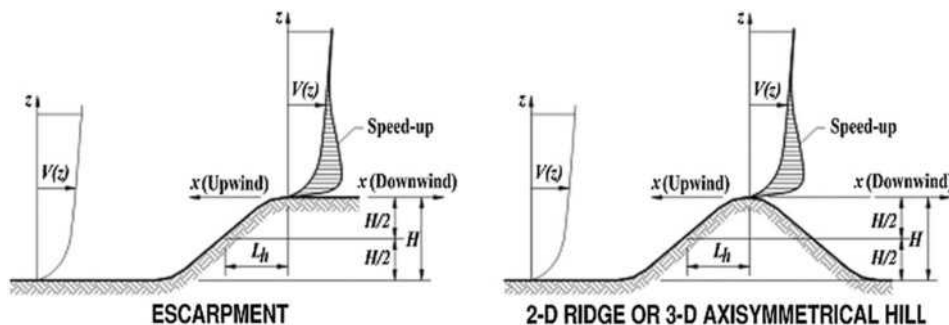 z
V(z)
Speed-up
z
V(z)
x (Upwind)
x (Downwind)
H/2
H
H/2
L_h
ESCARPMENT
z
V(z)
Speed-up
z
V(z)
x (Upwind)
x (Downwind)
H/2
H
H/2
L_h
2-D RIDGE OR 3-D AXISYMMETRICAL HILL